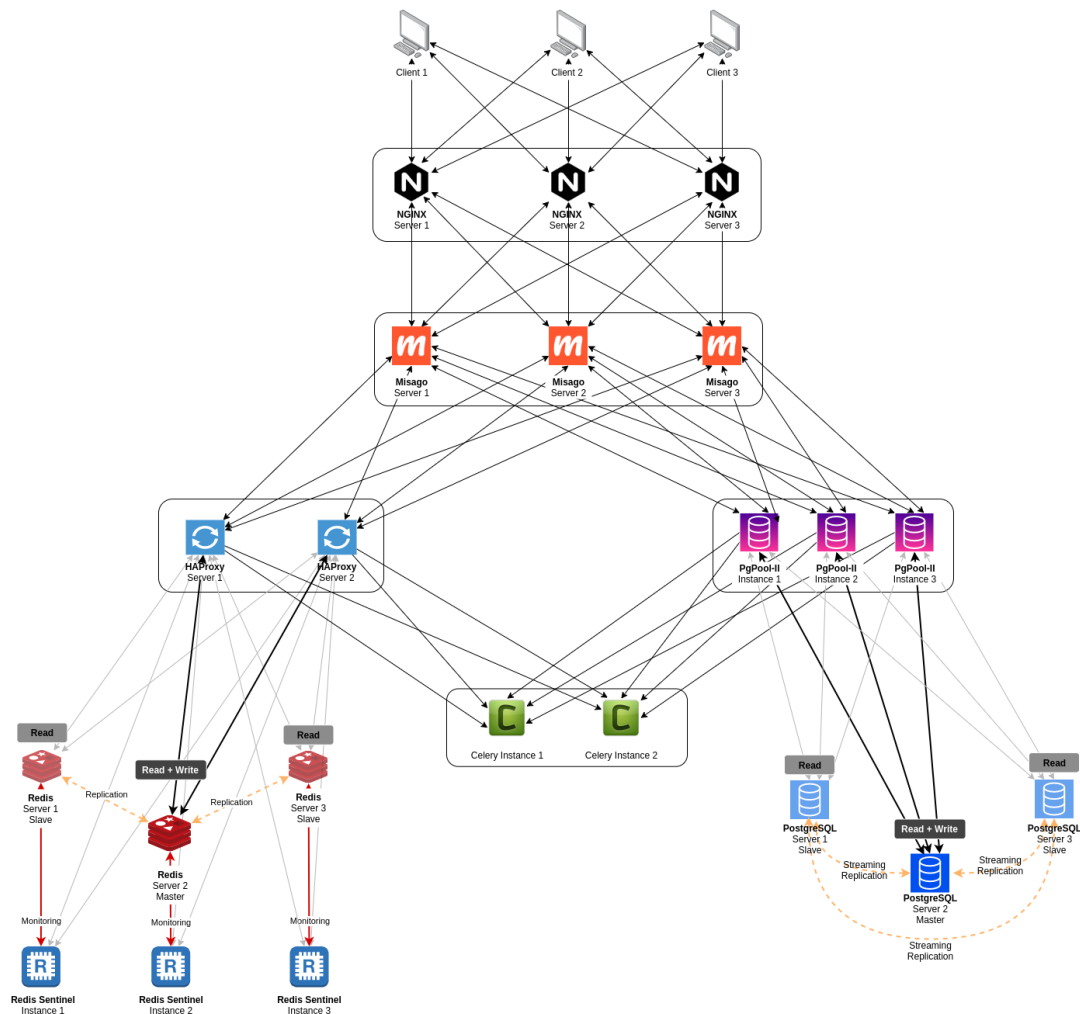 Client 1
Client 2
Client 3
N
N
N
NGINX
Server 1
NGINX
Server 2
NGINX
Server 3
m
m
m
Misago
Server 1
Misago
Server 2
Misago
Server 3
HAProxy
Server 1
HAProxy
Server 2
PgPool-II
Instance 1
PgPool-II
Instance 2
PgPool-II
Instance 3
C
C
Celery Instance 1
Celery Instance 2
Read
Redis
Server 1
Slave
Replication
Read + Write
Redis
Server 2
Master
Replication
Read
Redis
Server 3
Slave
Monitoring
Monitoring
Monitoring
R
R
R
Redis Sentinel
Instance 1
Redis Sentinel
Instance 2
Redis Sentinel
Instance 3
Read
PostgreSQL
Server 1
Slave
Streaming
Replication
Read + Write
PostgreSQL
Server 2
Master
Streaming
Replication
Read
PostgreSQL
Server 3
Slave
Streaming
Replication